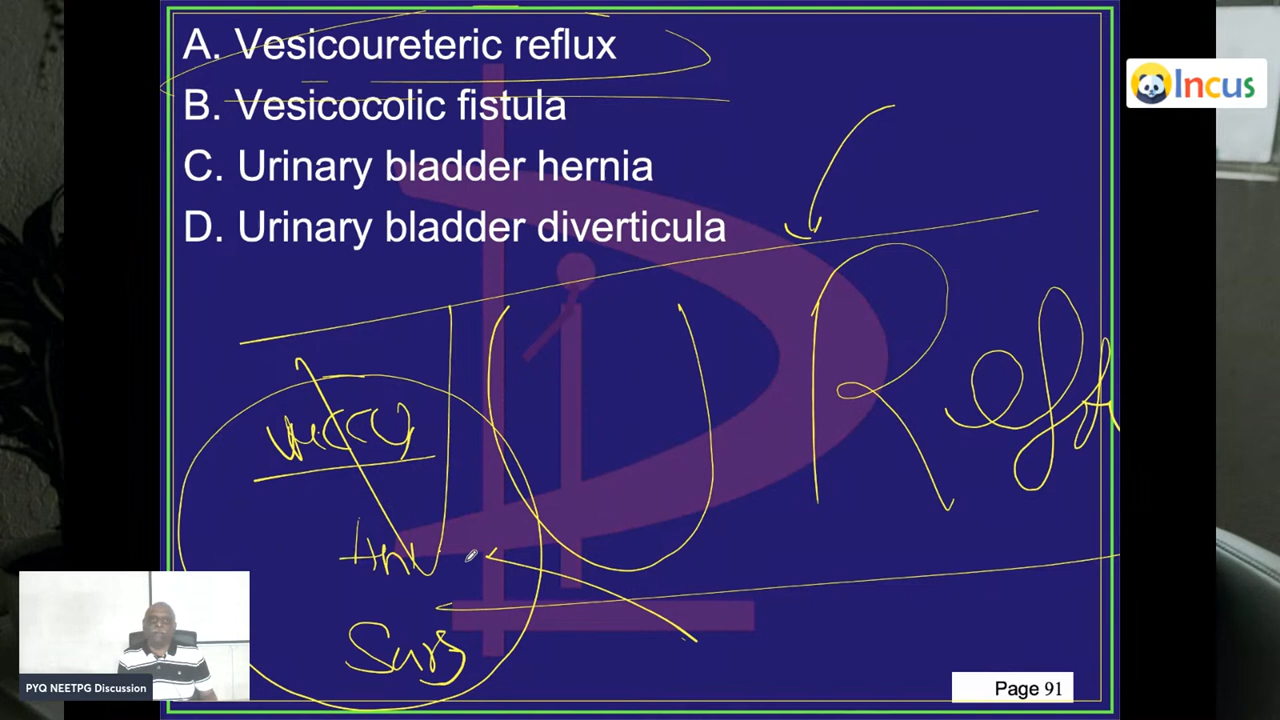 A. Vesicoureteric reflux
Incus
B. Vesicocolic fistula
C. Urinary bladder hernia
D. Urinary bladder diverticula
PYQ NEETPG Discussion
Page 91